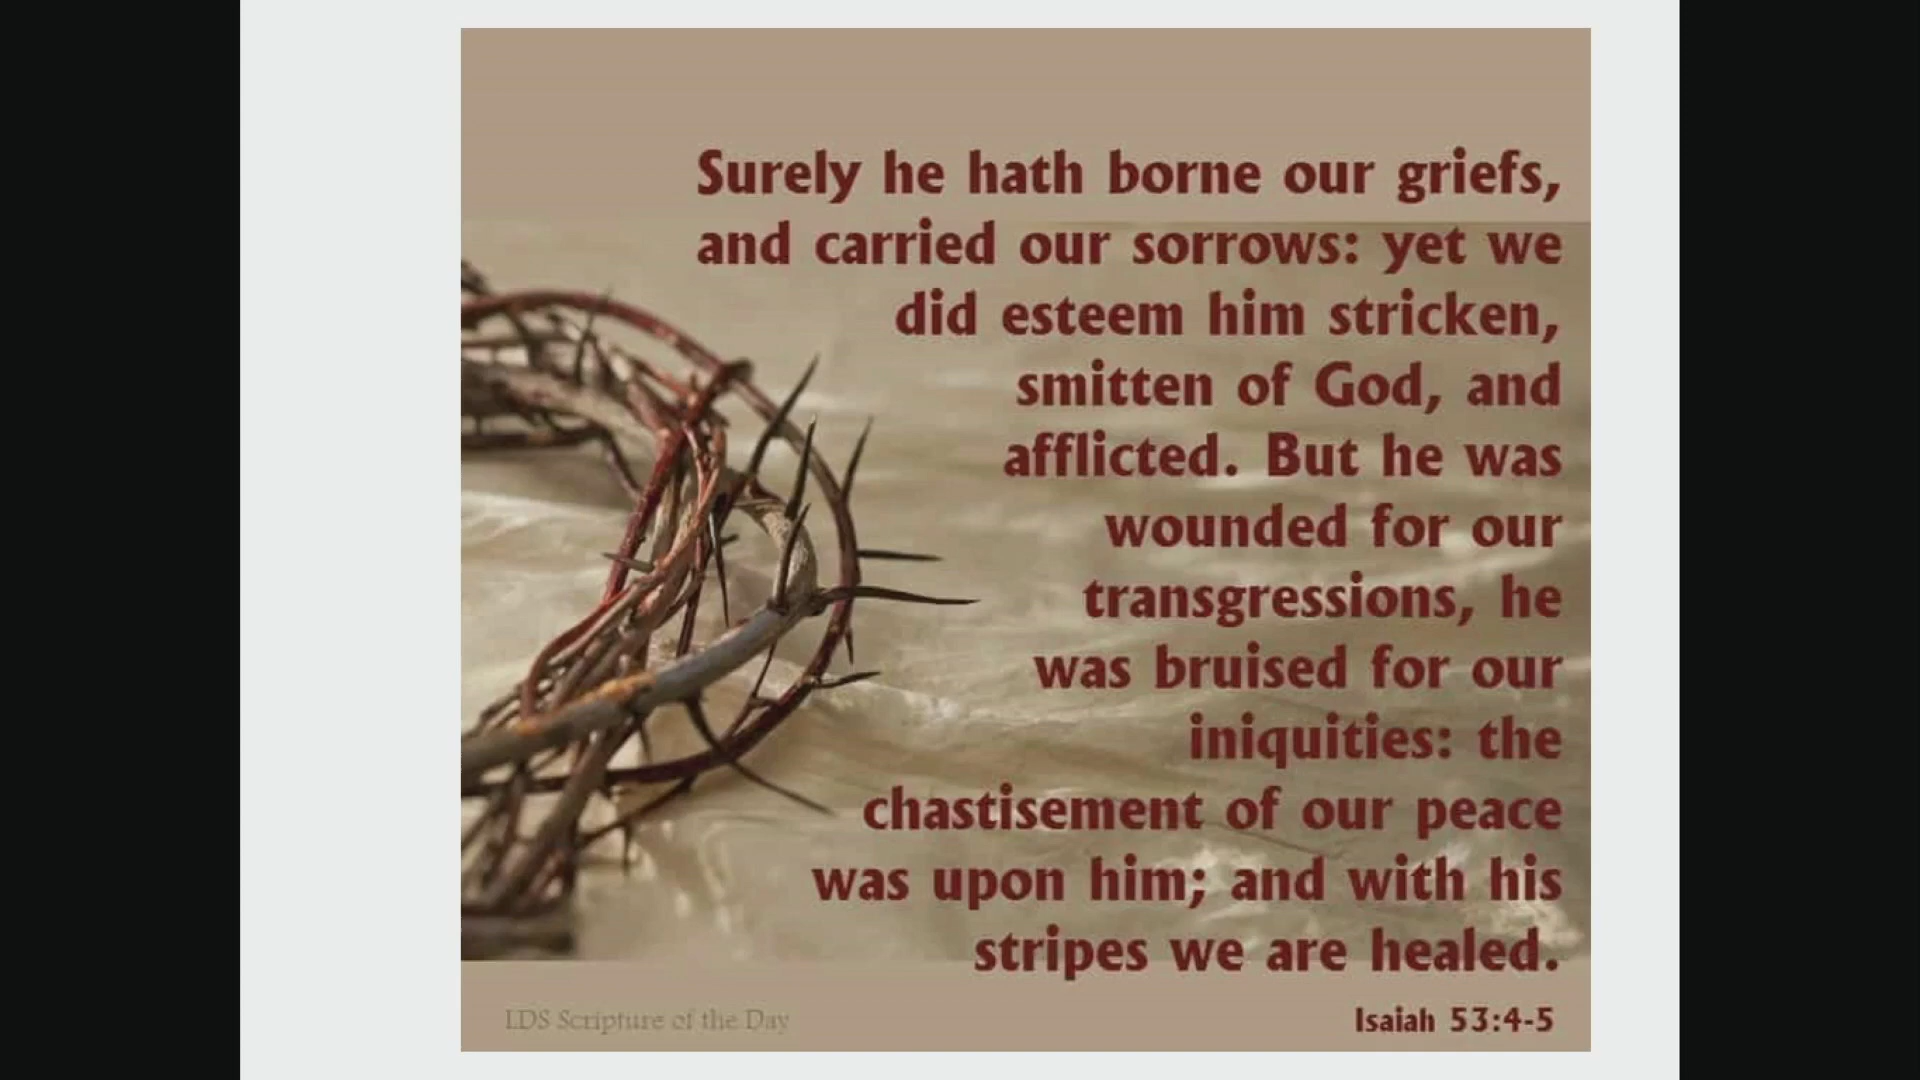 Surely he hath borne our griefs,
and carried our sorrows: yet we
did esteem him stricken,
smitten of God, and
afflicted. But he was
wounded for our
transgressions, he
was bruised for our
iniquities: the
chastisement of our peace
was upon him; and with his
stripes we are healed.
LDS Scripture of the Day
Isaiah 53:4-5